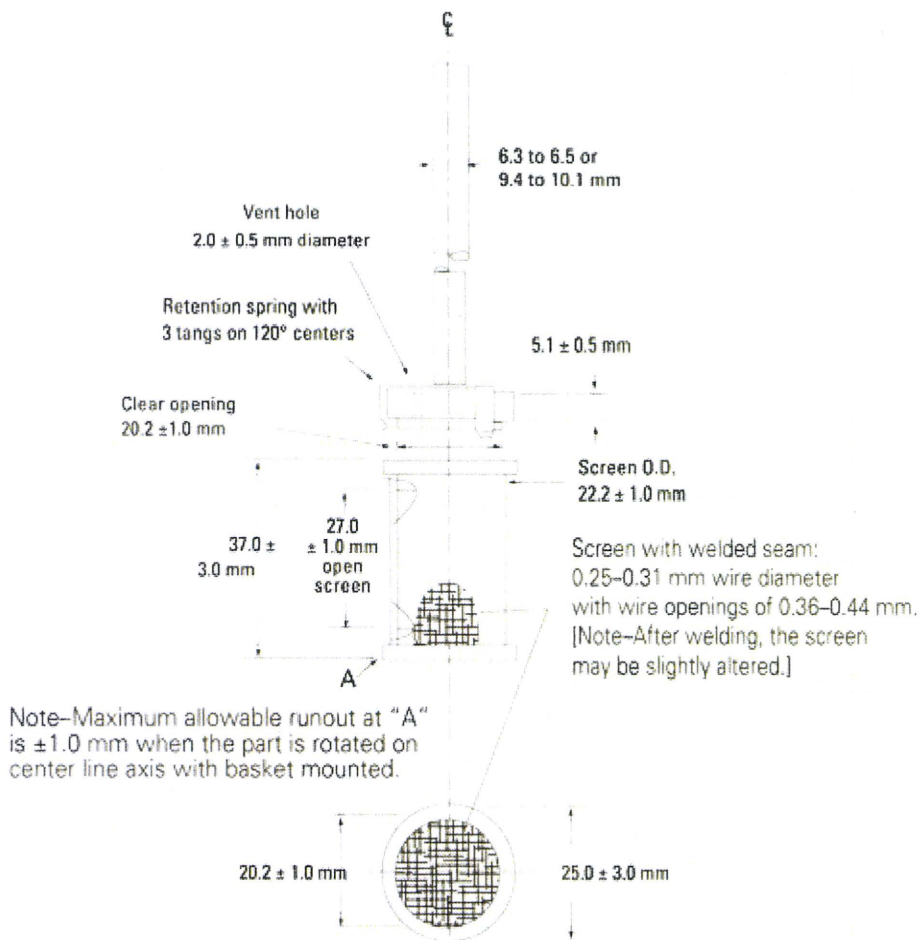 ℄
6.3 to 6.5 or
9.4 to 10.1 mm
Vent hole
2.0 ± 0.5 mm diameter
Retention spring with
3 tangs on 120° centers
5.1 ± 0.5 mm
Clear opening
20.2 ±1.0 mm
Screen O.D.
22.2 ± 1.0 mm
37.0 ±
3.0 mm
27.0
± 1.0 mm
open
screen
Screen with welded seam:
0.25–0.31 mm wire diameter
with wire openings of 0.36–0.44 mm.
[Note–After welding, the screen
may be slightly altered.]
A
Note–Maximum allowable runout at "A"
is ±1.0 mm when the part is rotated on
center line axis with basket mounted.
20.2 ± 1.0 mm
25.0 ± 3.0 mm